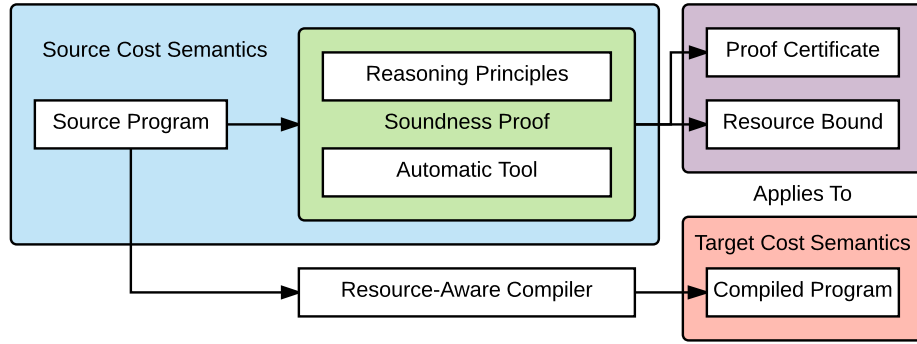 Source Cost Semantics
Source Program
Reasoning Principles
Soundness Proof
Automatic Tool
Proof Certificate
Resource Bound
Applies To
Target Cost Semantics
Resource-Aware Compiler
Compiled Program